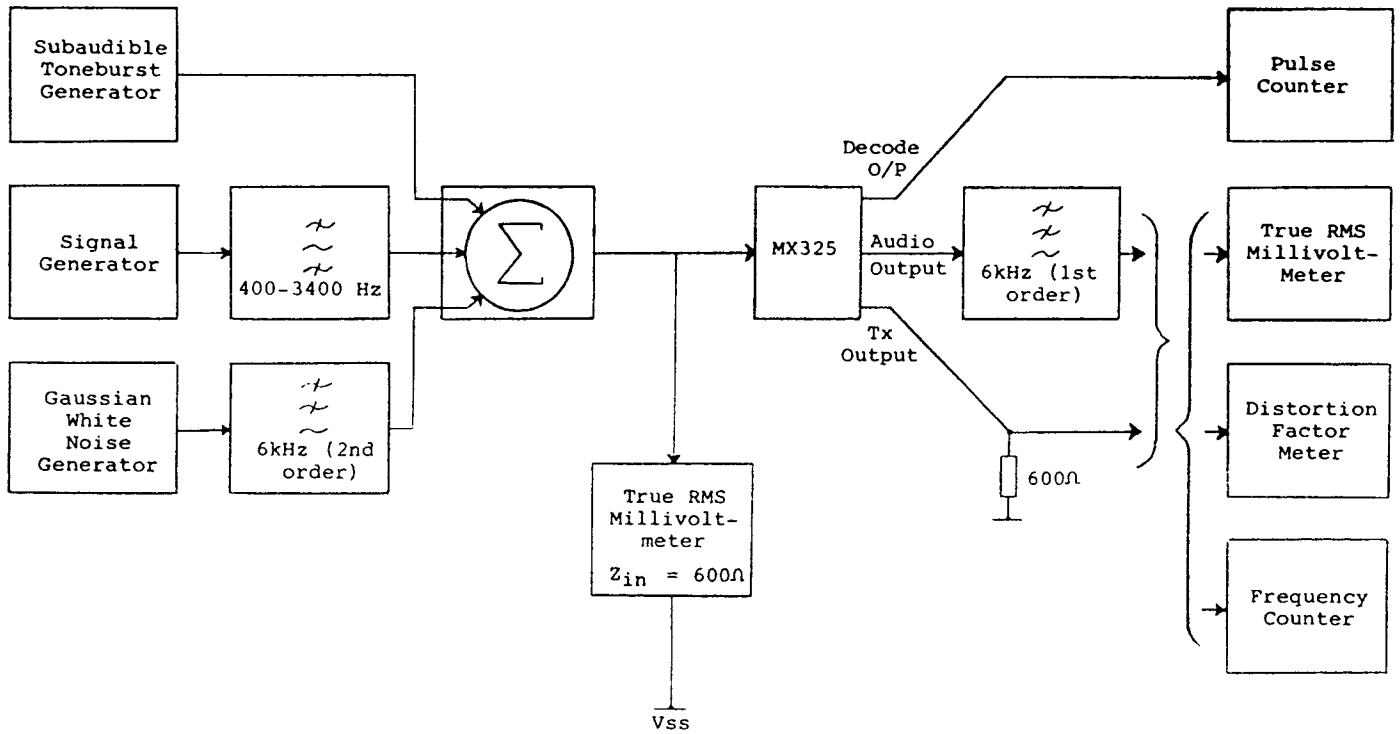 Subaudible
Toneburst
Generator
Signal
Generator
400-3400 Hz
Gaussian
White
Noise
Generator
6kHz (2nd
order)
Σ
True RMS
Millivolt-
meter
Zin = 600Ω
Vss
MX325
Decode
O/P
Audio
Output
Tx
Output
6kHz (1st
order)
600Ω
Pulse
Counter
True RMS
Millivolt-
Meter
Distortion
Factor
Meter
Frequency
Counter